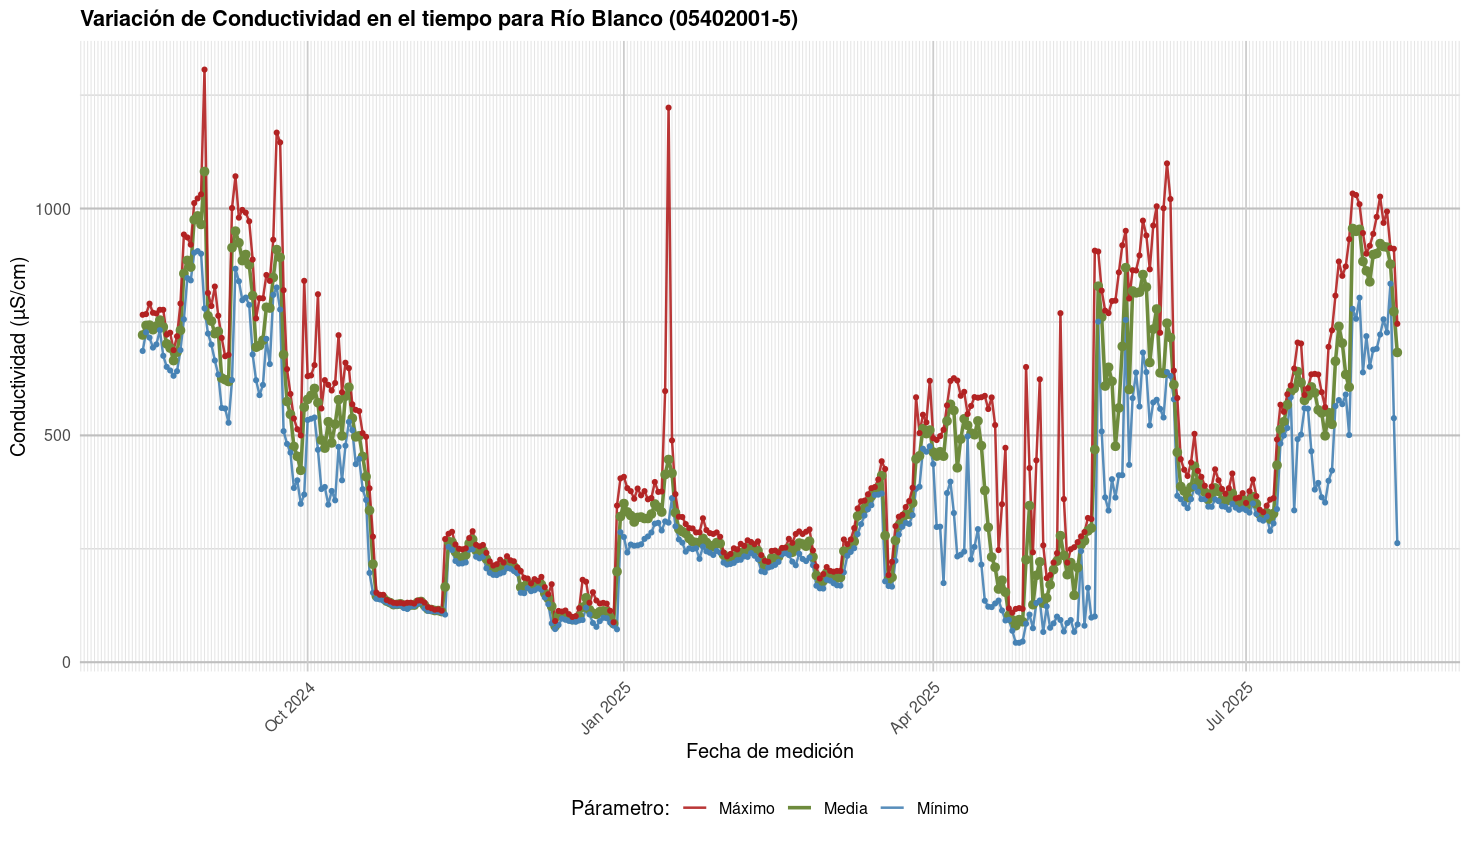 Variación de Conductividad en el tiempo para Río Blanco (05402001-5)
Conductividad (µS/cm)
1000
500
0
Oct 2024
Jan 2025
Apr 2025
Jul 2025
Fecha de medición
Párametro: Máximo Media Mínimo